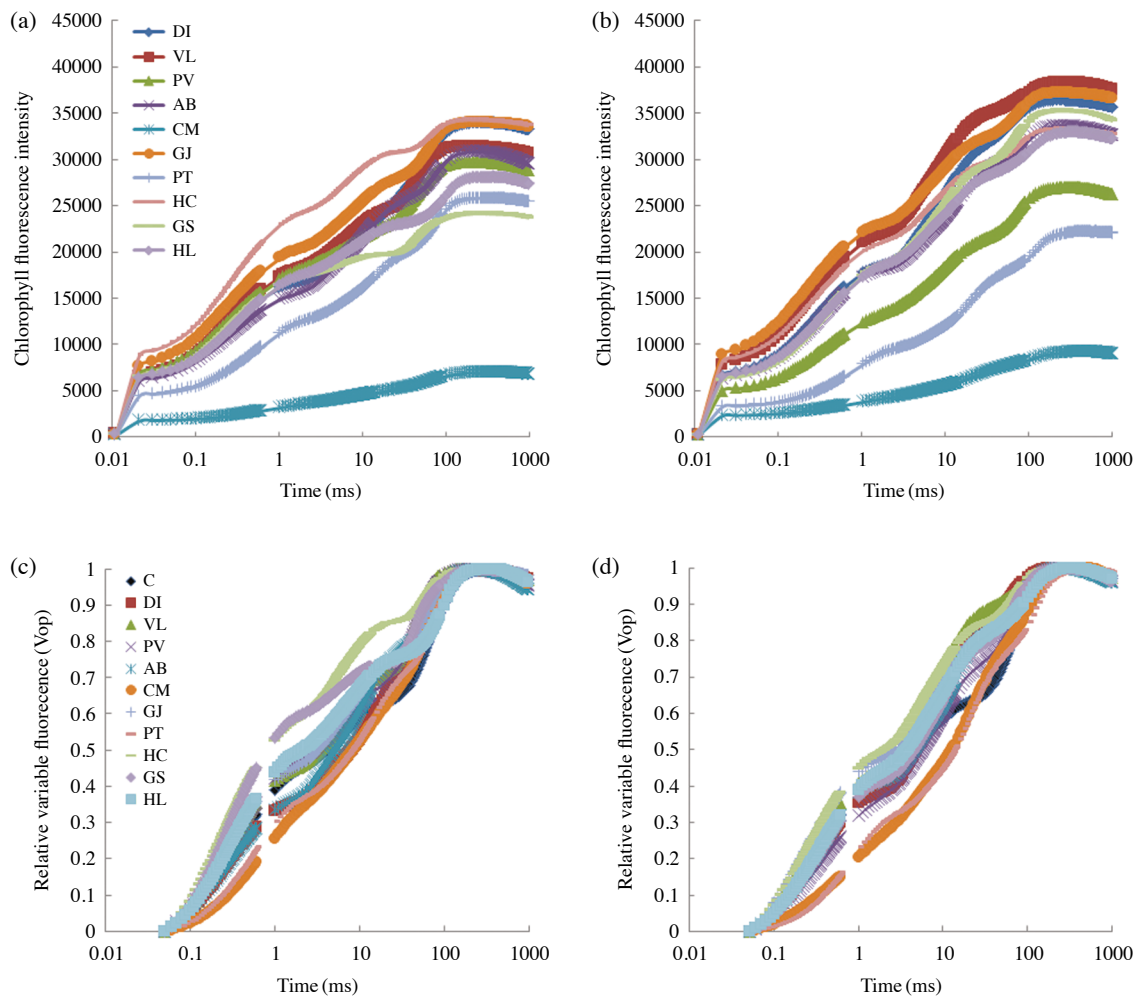 (a)
45000
40000
35000
30000
25000
20000
15000
10000
5000
0
Chlorophyll fluorescence intensity
DI
VL
PV
AB
CM
GJ
PT
HC
GS
HL
0.01 0.1 1 10 100 1000
Time (ms)
(b)
45000
40000
35000
30000
25000
20000
15000
10000
5000
0
Chlorophyll fluorescence intensity
0.01 0.1 1 10 100 1000
Time (ms)
(c)
1
0.9
0.8
0.7
0.6
0.5
0.4
0.3
0.2
0.1
0
Relative variable fluorecence (Vop)
C
DI
VL
PV
AB
CM
GJ
PT
HC
GS
HL
0.01 0.1 1 10 100 1000
Time (ms)
(d)
1
0.9
0.8
0.7
0.6
0.5
0.4
0.3
0.2
0.1
0
Relative variable fluorecence (Vop)
0.01 0.1 1 10 100 1000
Time (ms)